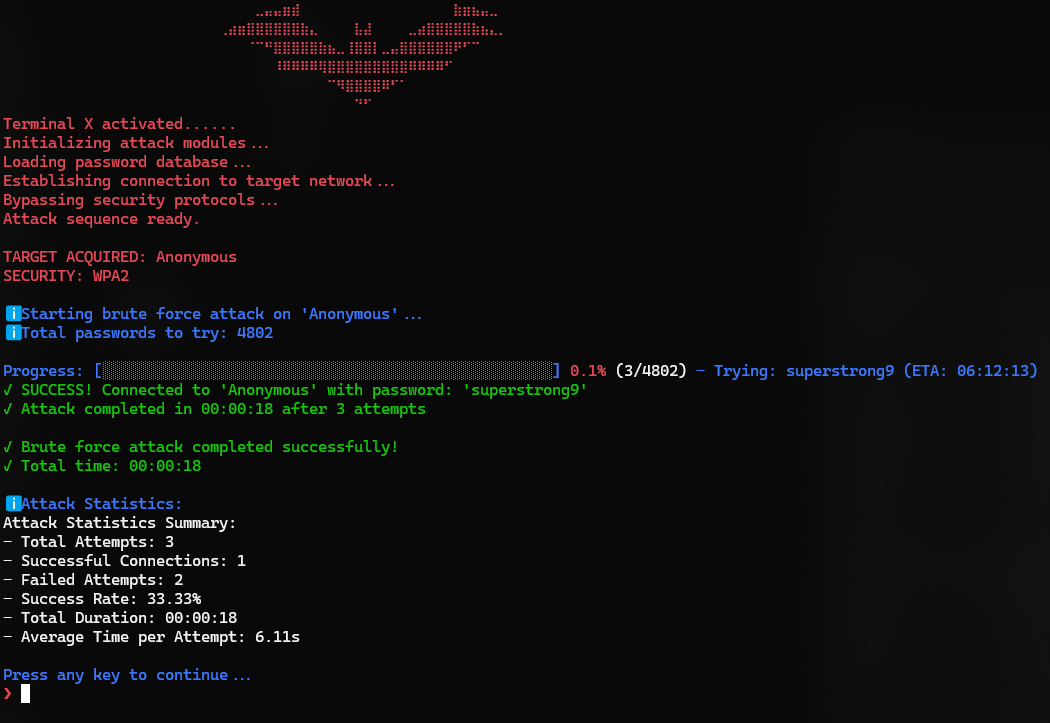 Terminal X activated......
Initializing attack modules...
Loading password database...
Establishing connection to target network...
Bypassing security protocols...
Attack sequence ready.
TARGET ACQUIRED: Anonymous
SECURITY: WPA2
i Starting brute force attack on 'Anonymous'...
i Total passwords to try: 4802
Progress: [░░░░░░░░░░░░░░░░░░░░░░░░░░░░░░░░░░░░░░░░░░░░░░░░░░] 0.1% (3/4802) - Trying: superstrong9 (ETA: 06:12:13)
√ SUCCESS! Connected to 'Anonymous' with password: 'superstrong9'
√ Attack completed in 00:00:18 after 3 attempts
√ Brute force attack completed successfully!
√ Total time: 00:00:18
i Attack Statistics:
Attack Statistics Summary:
- Total Attempts: 3
- Successful Connections: 1
- Failed Attempts: 2
- Success Rate: 33.33%
- Total Duration: 00:00:18
- Average Time per Attempt: 6.11s
Press any key to continue...
❯